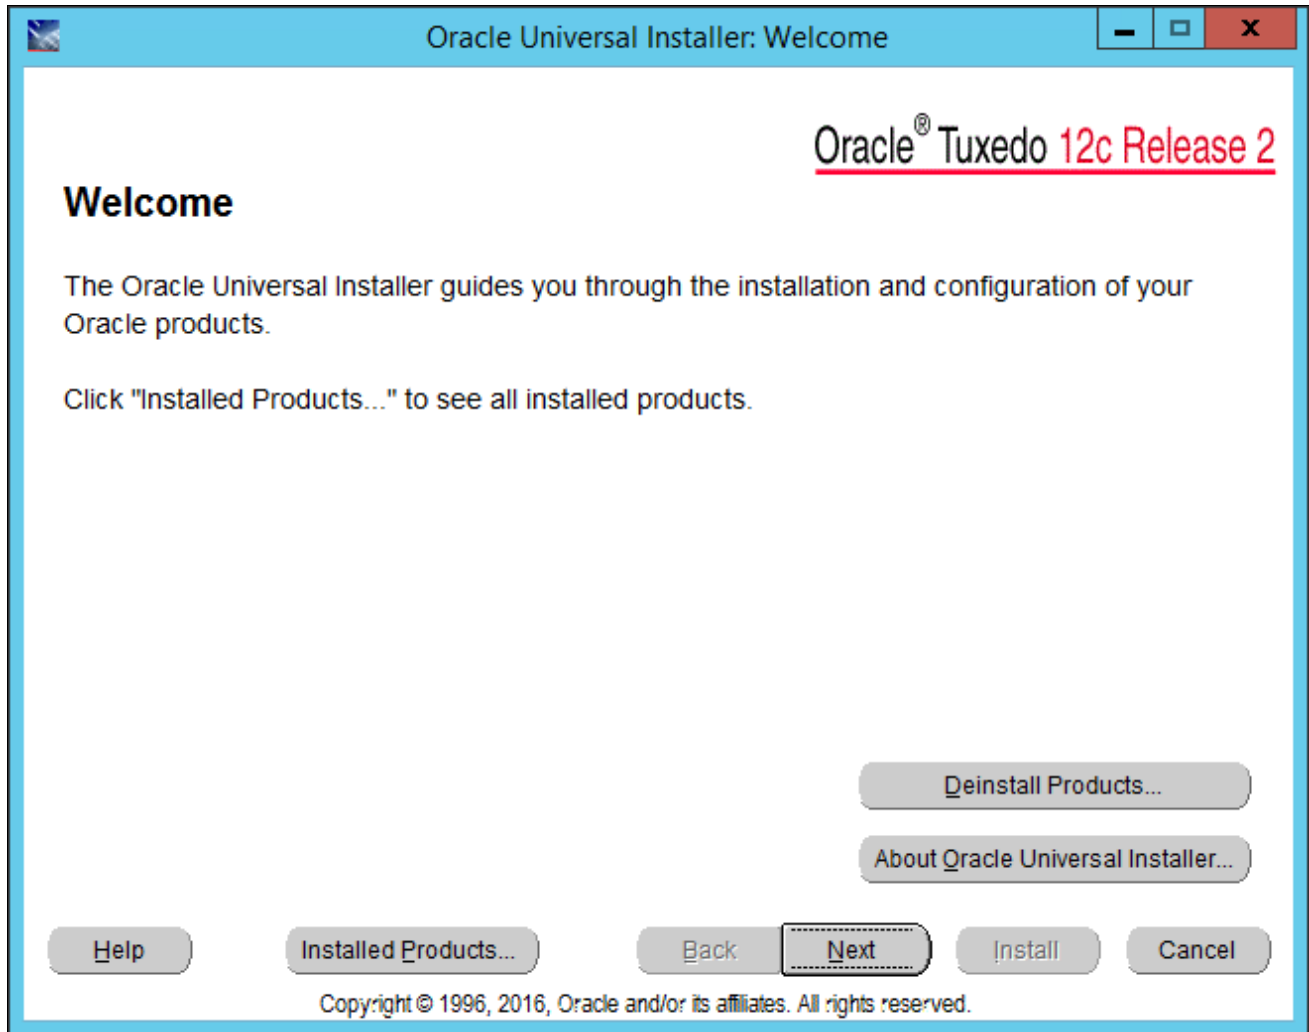 Oracle Universal Installer: Welcome
Oracle® Tuxedo 12c Release 2
Welcome
The Oracle Universal Installer guides you through the installation and configuration of your
Oracle products.
Click "Installed Products..." to see all installed products.
Deinstall Products...
About Oracle Universal Installer...
Help Installed Products... Back Next Install Cancel
Copyright © 1996, 2016, Oracle and/or its affiliates. All rights reserved.